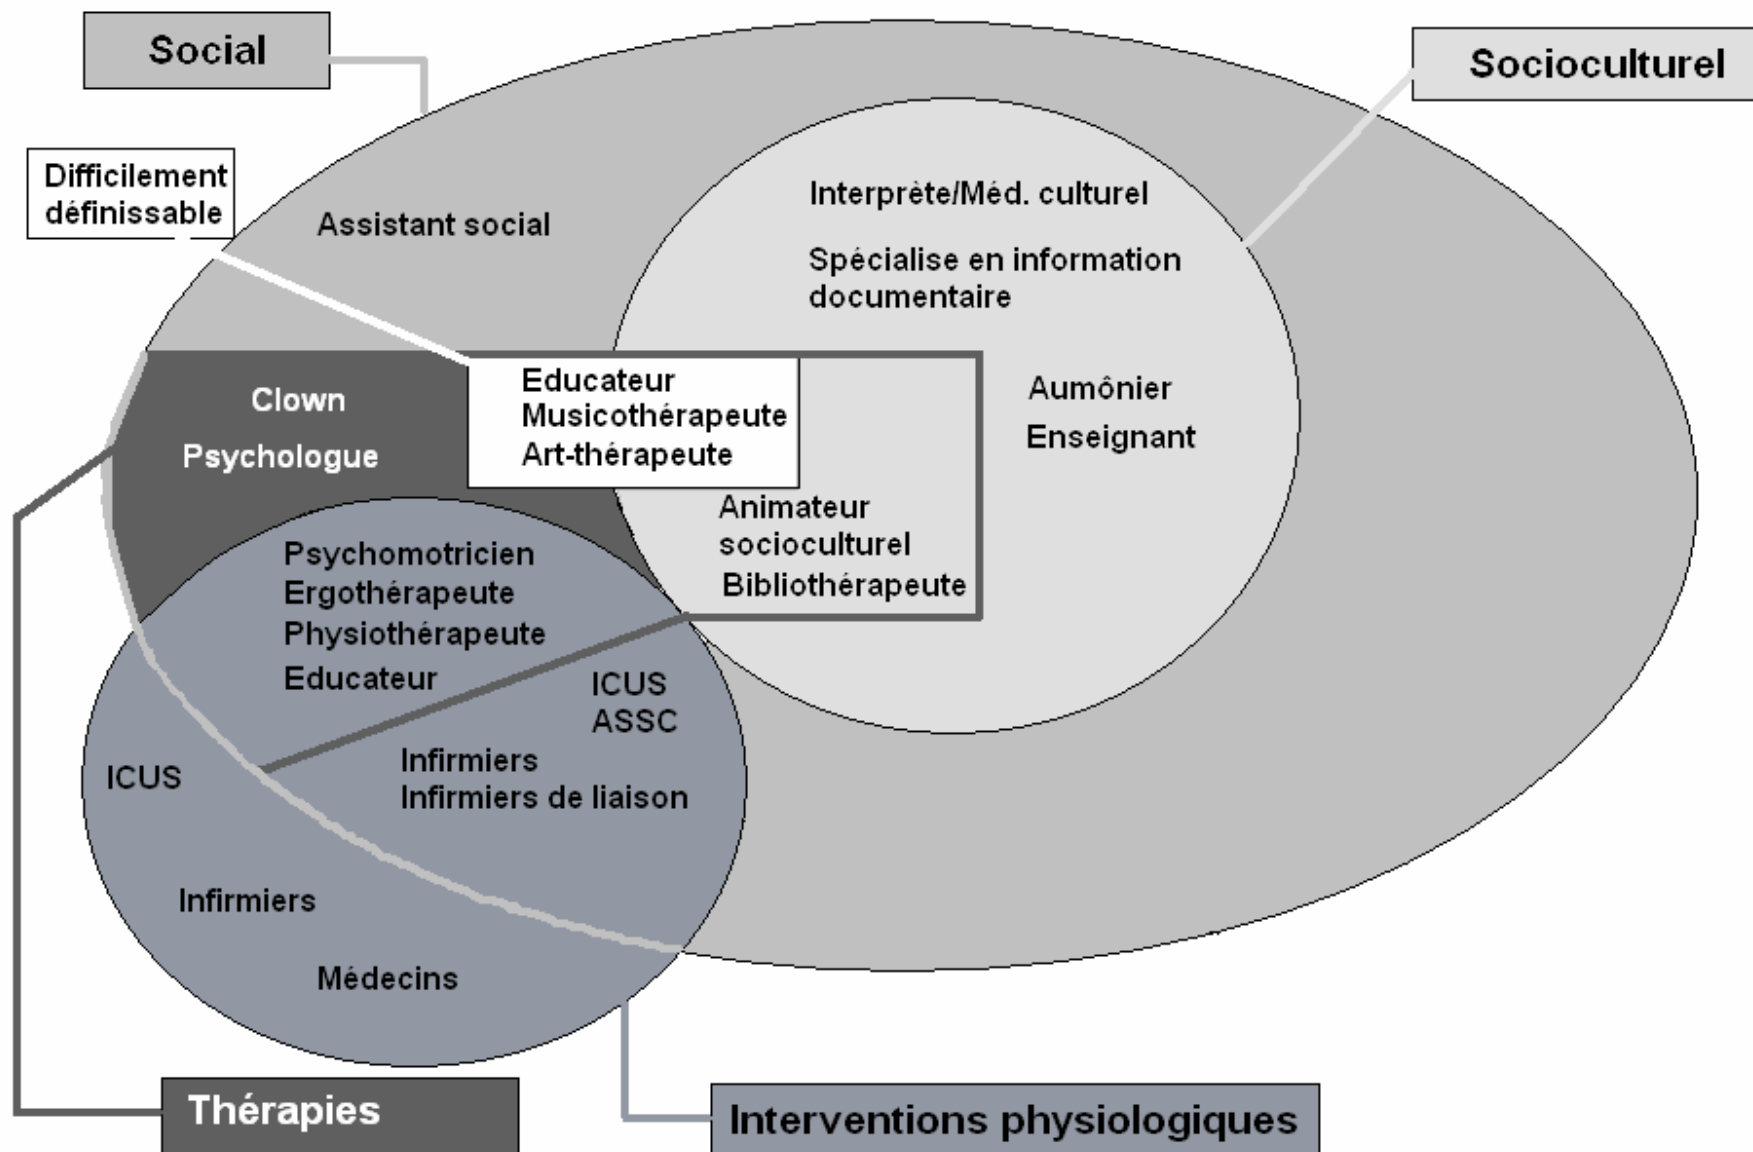 Social
Socioculturel
Difficilement
définissable
Assistant social
Interprète/Méd. culturel
Spécialise en information
documentaire
Clown
Psychologue
Educateur
Musicothérapeute
Art-thérapeute
Aumônier
Enseignant
Animateur
socioculturel
Bibliothérapeute
Psychomotricien
Ergothérapeute
Physiothérapeute
Educateur
ICUS
ASSC
ICUS
Infirmiers
Infirmiers de liaison
Infirmiers
Médecins
Thérapies
Interventions physiologiques